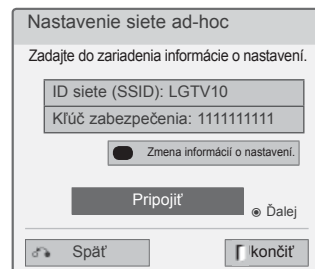 Nastavenie siete ad-hoc
Zadajte do zariadenia informácie o nastavení.
ID siete (SSID): LGTV10
Kľúč zabezpečenia: 1111111111
Zmena informácií o nastavení.
Pripojiť
Ďalej
Späť
končiť